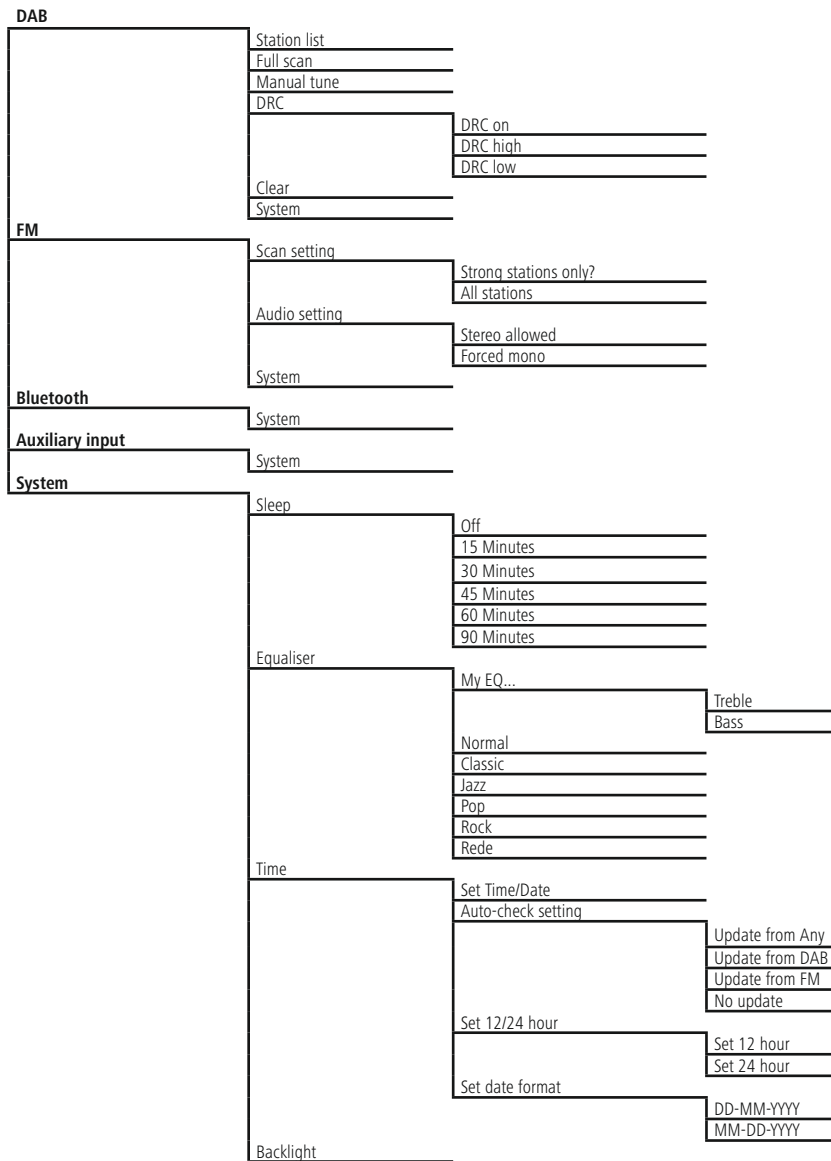 DAB
Station list
Full scan
Manual tune
DRC
DRC on
DRC high
DRC low
Clear
System
FM
Scan setting
Strong stations only?
All stations
Audio setting
Stereo allowed
Forced mono
System
Bluetooth
System
Auxiliary input
System
System
Sleep
Off
15 Minutes
30 Minutes
45 Minutes
60 Minutes
90 Minutes
Equaliser
My EQ...
Treble
Bass
Normal
Classic
Jazz
Pop
Rock
Rede
Time
Set Time/Date
Auto-check setting
Update from Any
Update from DAB
Update from FM
No update
Set 12/24 hour
Set 12 hour
Set 24 hour
Set date format
DD-MM-YYYY
MM-DD-YYYY
Backlight